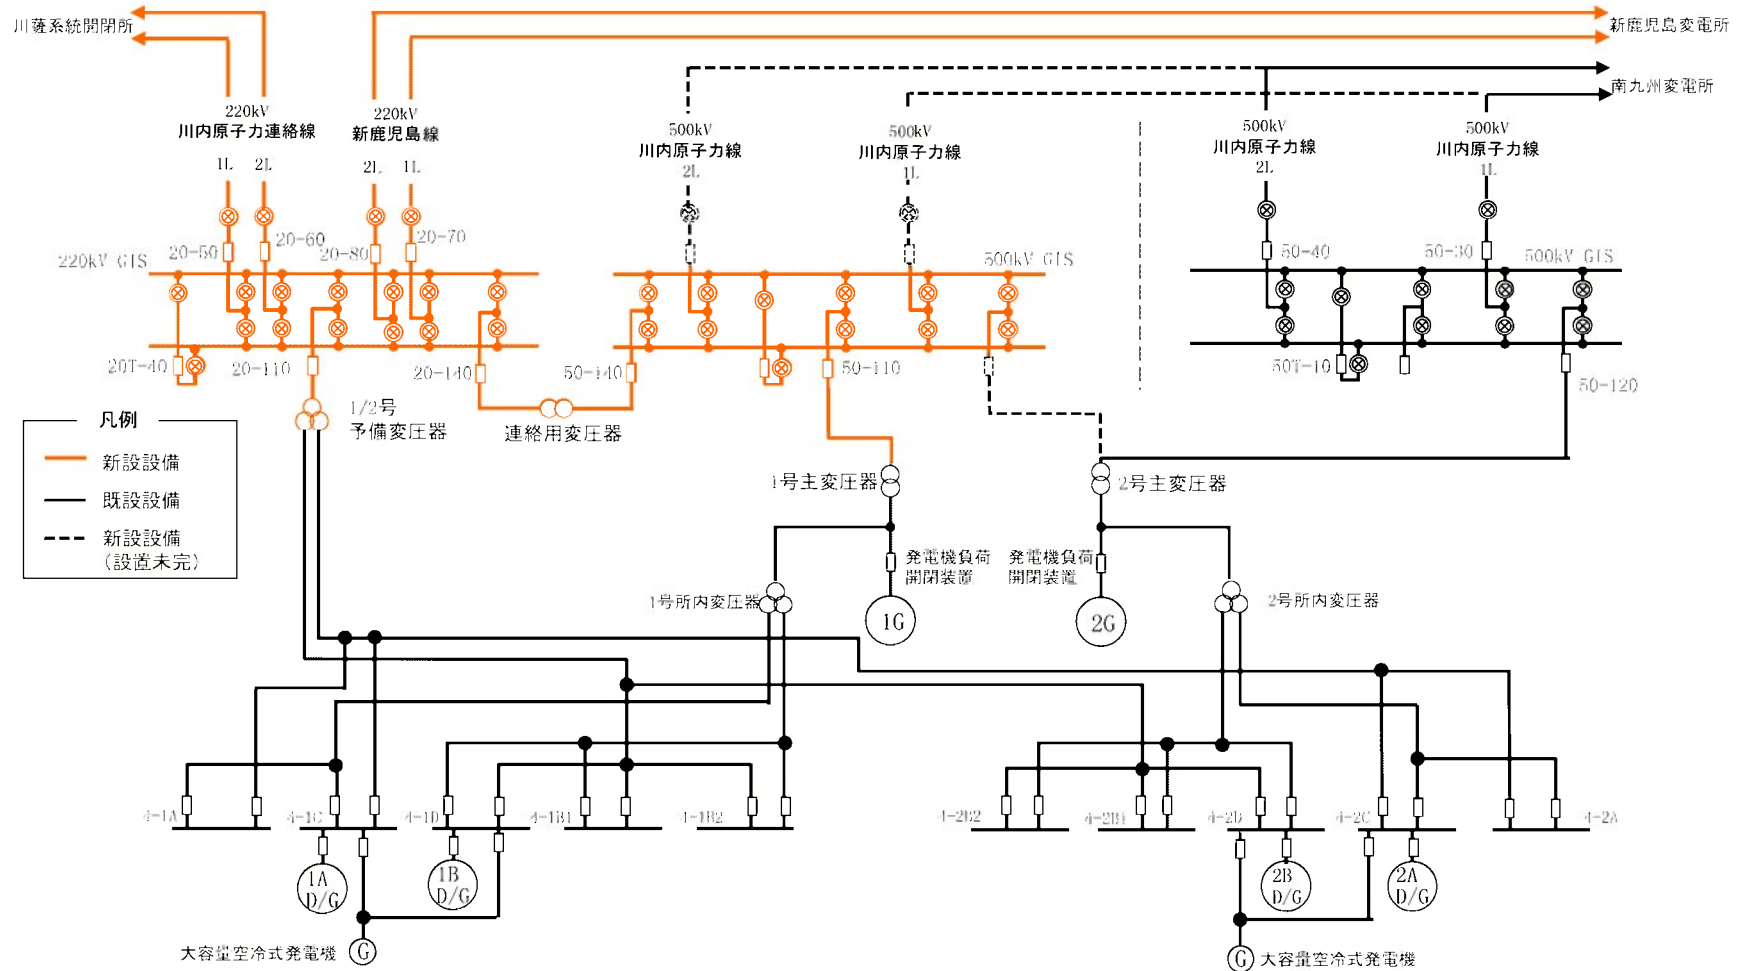 川薩系統開閉所
新鹿児島変電所
南九州変電所
220kV
川内原子力連絡線
1L 2L
220kV
新鹿児島線
2L 1L
500kV
川内原子力線
2L
500kV
川内原子力線
1L
500kV
川内原子力線
2L
500kV
川内原子力線
1L
20-50
20-60
20-80
20-70
220kV GIS
500kV GIS
50-40
50-30
500kV GIS
20T-40
20-110
20-140
50-140
50-110
50T-10
50-120
1/2号
予備変圧器
連絡用変圧器
凡例
新設設備
既設設備
新設設備
(設置未完)
1号主変圧器
2号主変圧器
発電機負荷
開閉装置
発電機負荷
開閉装置
1号所内変圧器
1G
2G
2号所内変圧器
4-1A
4-1C
4-1D
4-1B1
4-1B2
4-2B2
4-2B1
4-2D
4-2C
4-2A
1A
D/G
1B
D/G
2B
D/G
2A
D/G
大容量空冷式発電機
G
G
大容量空冷式発電機